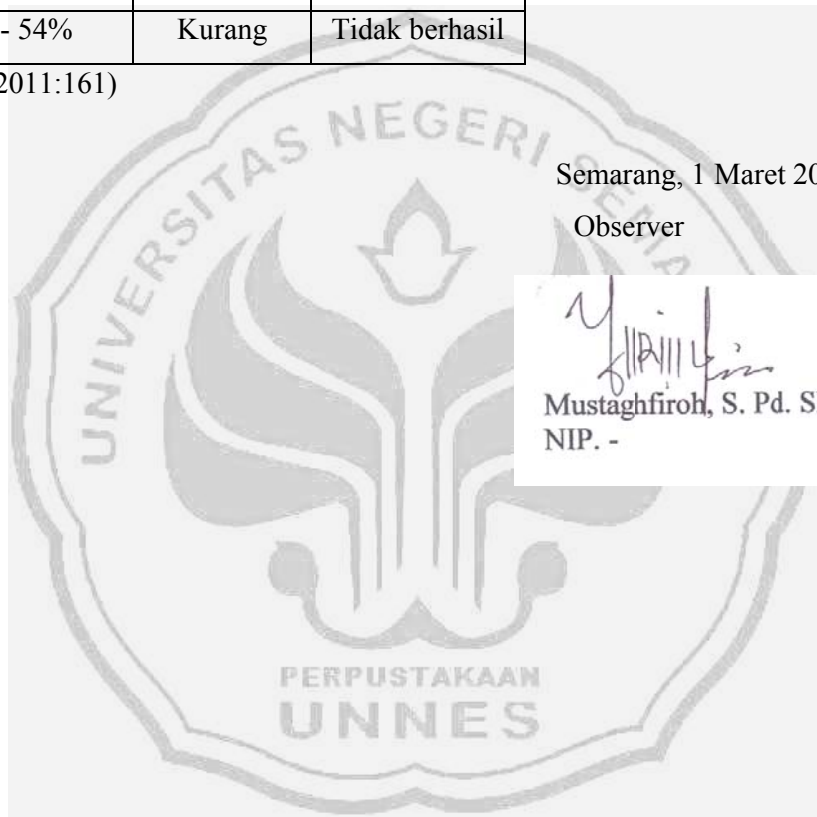 - 54% Kurang Tidak berhasil
2011:161)
UNIVERSITAS NEGERI
Semarang, 1 Maret 20
Observer
Mustaghfiroh, S. Pd. S
NIP. -
PERPUSTAKAAN
UNNES